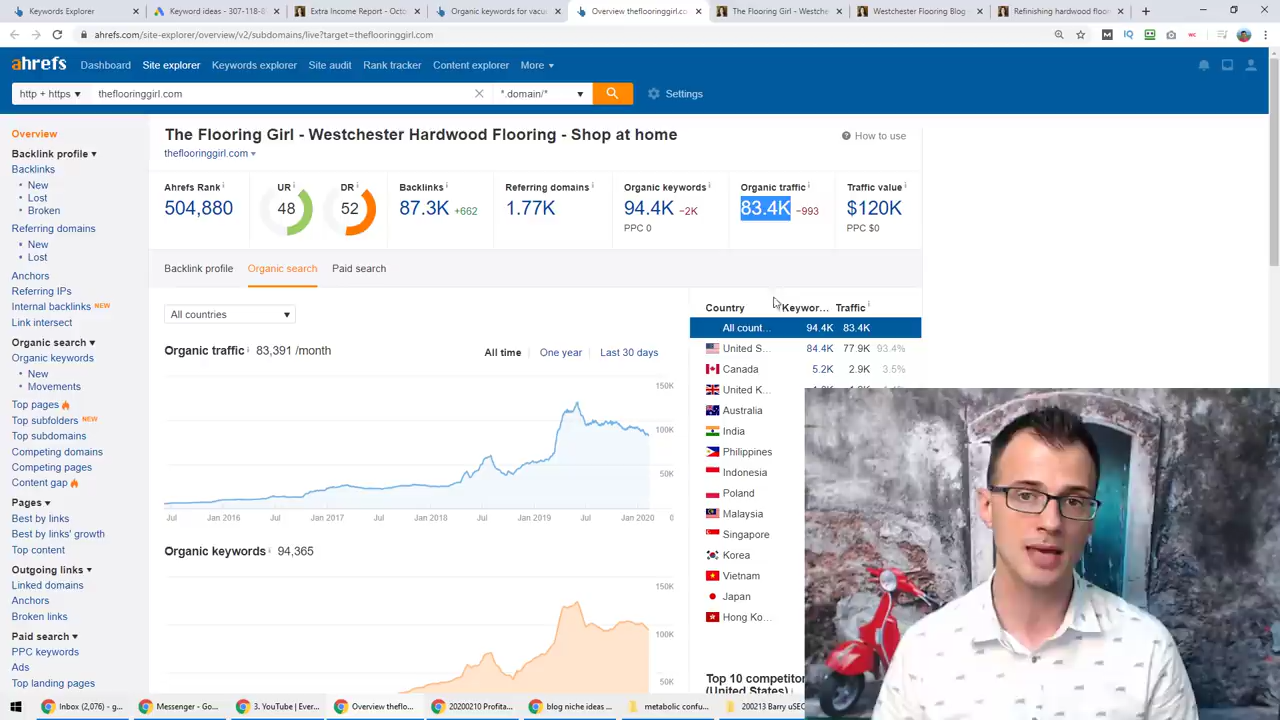 Keywords Explorer
Keyword ideas - 307-118-8
Extra Income Report - Octo
Organic keywords for vacu
Overview: theflooringgirl.com
The Flooring Girl - Westche
Westchester Flooring Blog
Refinishing hardwood floo
ahrefs.com/site-explorer/overview/v2/subdomains/live?target=theflooringgirl.com
ahrefs Dashboard Site explorer Keywords explorer Site audit Rank tracker Content explorer More
http + https theflooringgirl.com *.domain/* Settings
Overview
Backlink profile
Backlinks
New
Lost
Broken
Referring domains
New
Lost
Anchors
Referring IPs
Internal backlinks NEW
Link intersect
Organic search
Organic keywords
New
Movements
Top pages
Top subfolders NEW
Top subdomains
Competing domains
Competing pages
Content gap
Pages
Best by links
Best by links' growth
Top content
Outgoing links
Linked domains
Anchors
Broken links
Paid search
PPC keywords
Ads
Top landing pages
The Flooring Girl - Westchester Hardwood Flooring - Shop at home
How to use
theflooringgirl.com
Ahrefs Rank UR DR Backlinks Referring domains Organic keywords Organic traffic Traffic value
504,880 48 52 87.3K +662 1.77K 94.4K −2K 83.4K −993 $120K
PPC 0 PPC $0
Backlink profile Organic search Paid search
All countries
Organic traffic 83,391 /month
All time One year Last 30 days
150K
100K
50K
Jul Jan 2016 Jul Jan 2017 Jul Jan 2018 Jul Jan 2019 Jul Jan 2020 0
Organic keywords 94,365
150K
100K
50K
Country Keywor... Traffic
All count... 94.4K 83.4K
United S... 84.4K 77.9K 93.4%
Canada 5.2K 2.9K 3.5%
United K...
Australia
India
Philippines
Indonesia
Poland
Malaysia
Singapore
Korea
Vietnam
Japan
Hong Ko...
Top 10 competitor
(United States)
Inbox (2,076) - g...
Messenger - Go...
3. YouTube | Ever...
Overview theflo...
20200210 Profita...
blog niche ideas ...
metabolic confu...
200213 Barry uSEC